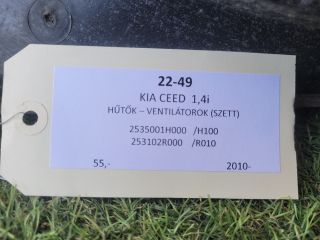 22-49
KIA CEED 1,4i
HŰTŐK – VENTILÁTOROK (SZETT)
2535001H000 /H100
253102R000 /R010
55,- 2010-